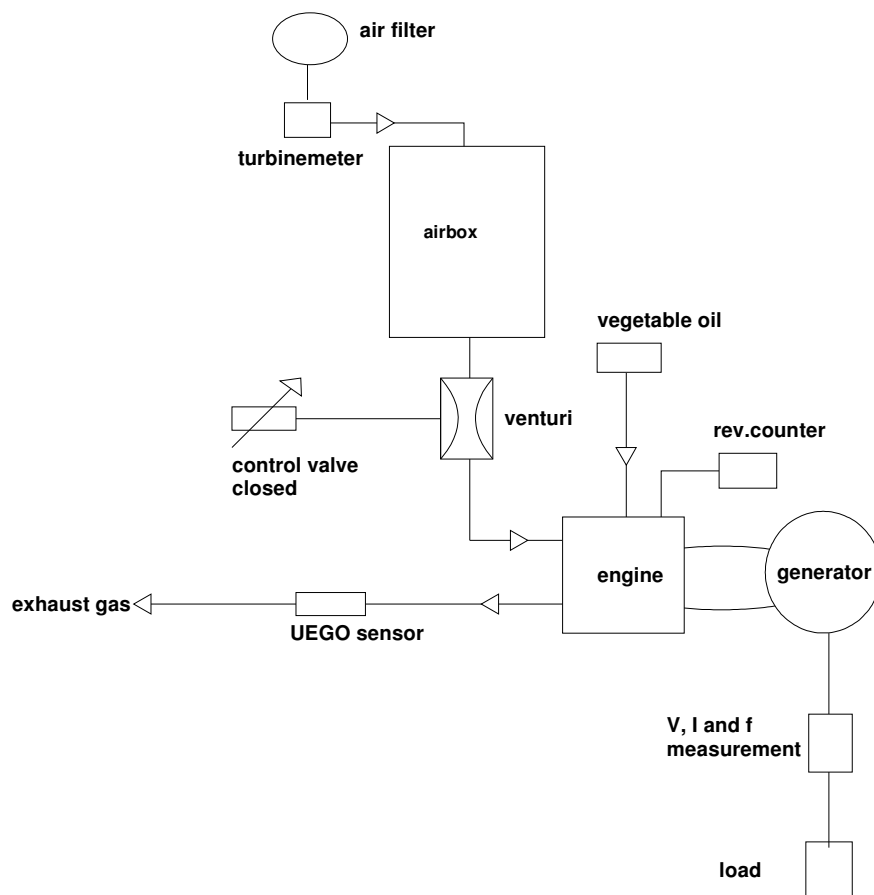 air filter
turbinemeter
airbox
vegetable oil
venturi
rev.counter
control valve
closed
engine
generator
exhaust gas
UEGO sensor
V, I and f
measurement
load